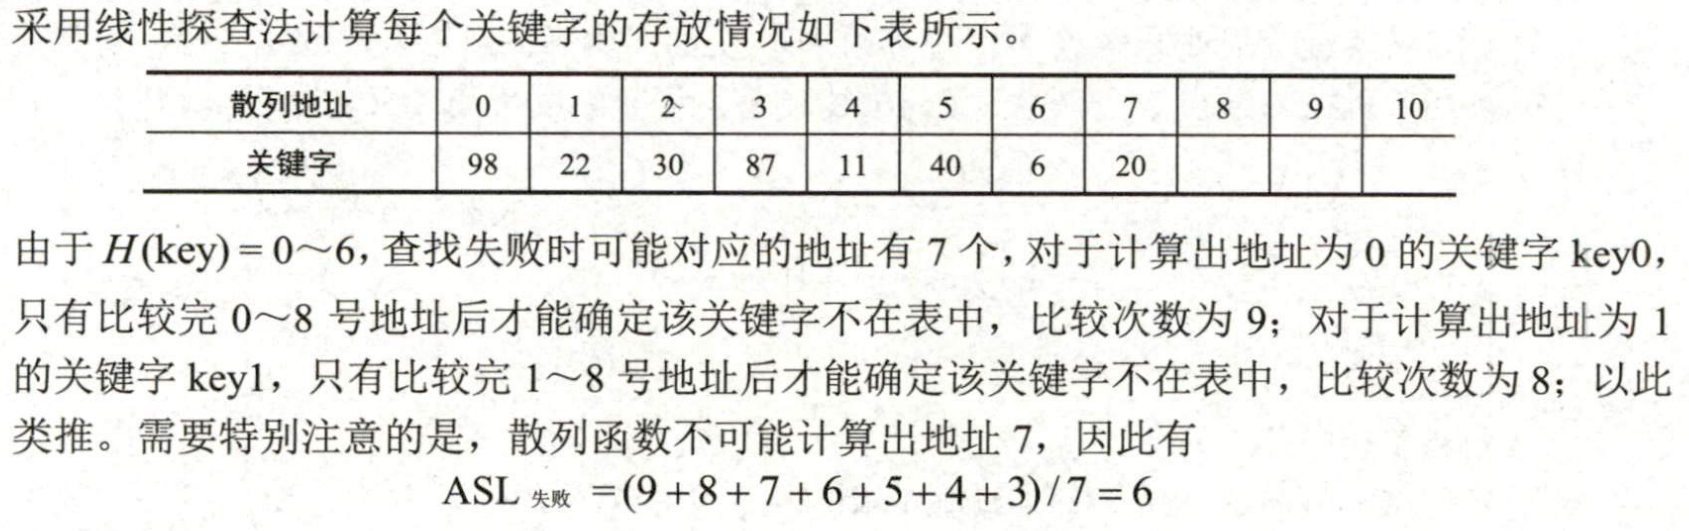 采用线性探查法计算每个关键字的存放情况如下表所示。
散列地址 0 1 2 3 4 5 6 7 8 9 10
关键字 98 22 30 87 11 40 6 20
由于 H(key) = 0～6，查找失败时可能对应的地址有 7 个，对于计算出地址为 0 的关键字 key0，
只有比较完 0～8 号地址后才能确定该关键字不在表中，比较次数为 9；对于计算出地址为 1
的关键字 key1，只有比较完 1～8 号地址后才能确定该关键字不在表中，比较次数为 8；以此
类推。需要特别注意的是，散列函数不可能计算出地址 7，因此有
ASL 失败 = (9 + 8 + 7 + 6 + 5 + 4 + 3) / 7 = 6